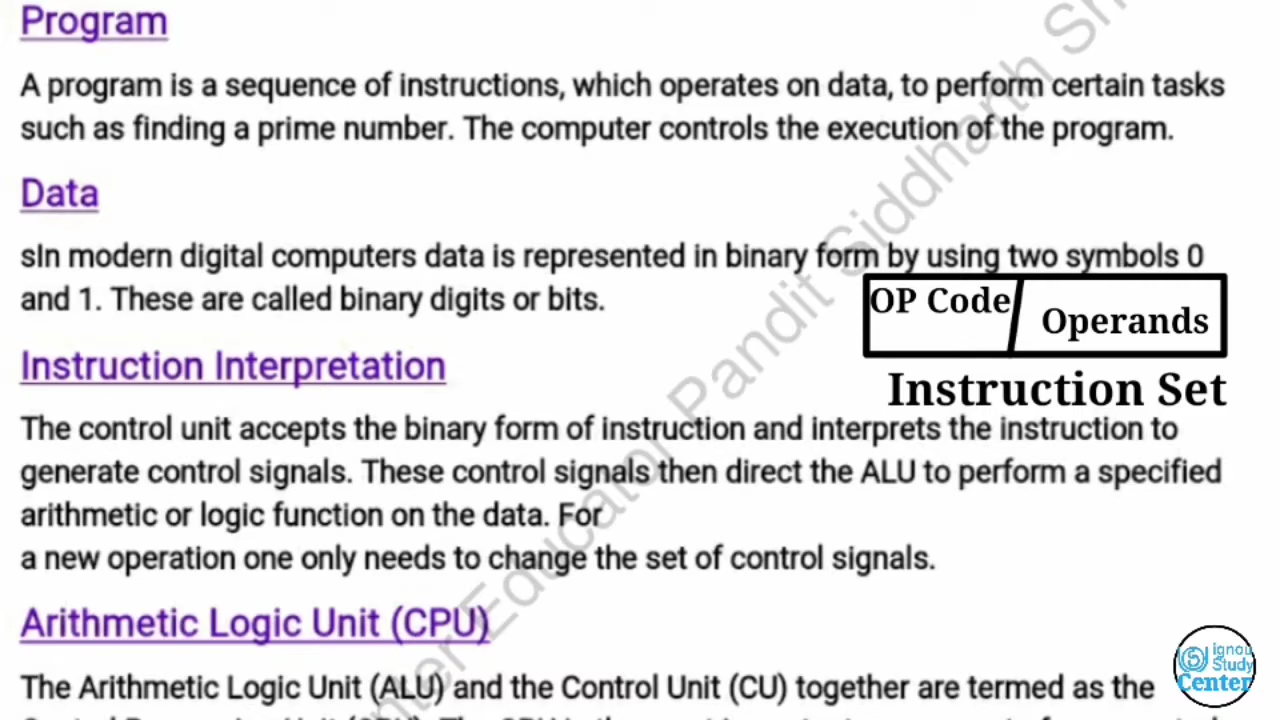 Program
A program is a sequence of instructions, which operates on data, to perform certain tasks
such as finding a prime number. The computer controls the execution of the program.
Data
sIn modern digital computers data is represented in binary form by using two symbols 0
and 1. These are called binary digits or bits.
OP Code
Operands
Instruction Set
Instruction Interpretation
The control unit accepts the binary form of instruction and interprets the instruction to
generate control signals. These control signals then direct the ALU to perform a specified
arithmetic or logic function on the data. For
a new operation one only needs to change the set of control signals.
Arithmetic Logic Unit (CPU)
The Arithmetic Logic Unit (ALU) and the Control Unit (CU) together are termed as the
Educator Pandit Siddhanth
ignou
Study
Center